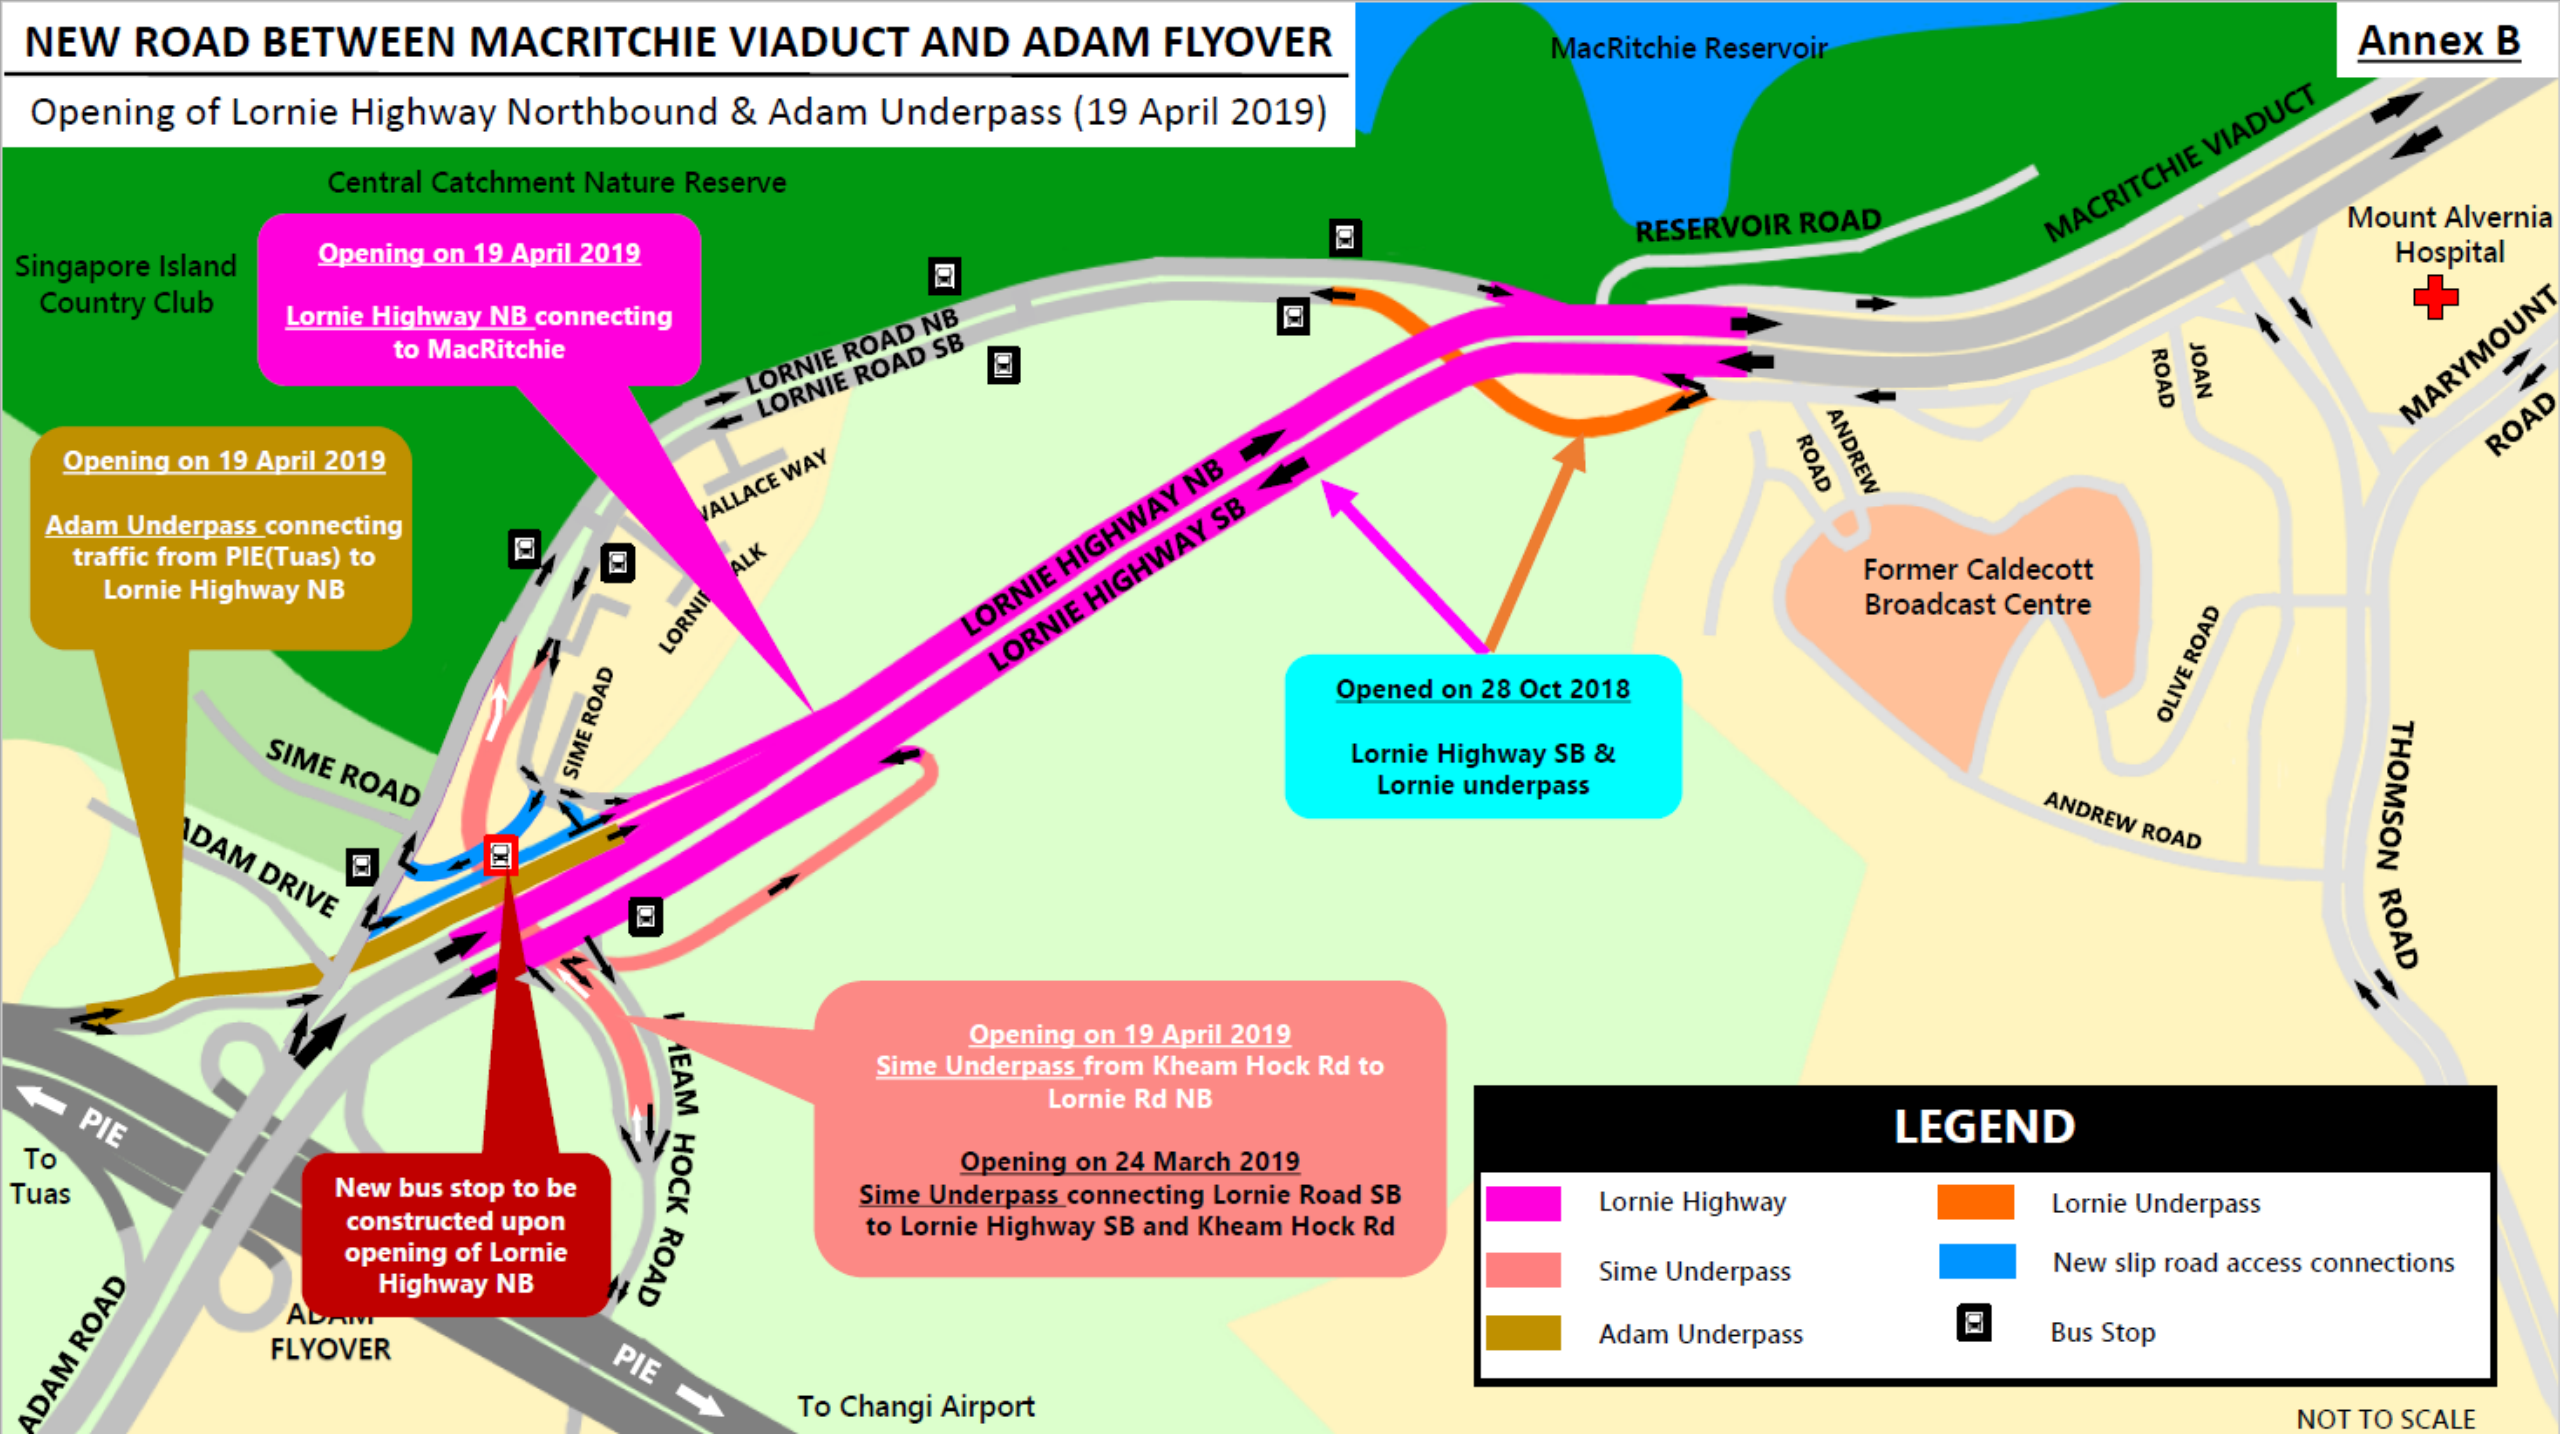 NEW ROAD BETWEEN MACRITCHIE VIADUCT AND ADAM FLYOVER
Opening of Lornie Highway Northbound & Adam Underpass (19 April 2019)
Annex B
MacRitchie Reservoir
Central Catchment Nature Reserve
Singapore Island
Country Club
Opening on 19 April 2019
Lornie Highway NB connecting
to MacRitchie
RESERVOIR ROAD
MACRITCHIE VIADUCT
Mount Alvernia
Hospital
MARYMOUNT
ROAD
JOAN
ROAD
ANDREW
ROAD
LORNIE ROAD NB
LORNIE ROAD SB
Opening on 19 April 2019
Adam Underpass connecting
traffic from PIE(Tuas) to
Lornie Highway NB
WALLACE WAY
LORNIE
SIME ROAD
LORNIE HIGHWAY NB
LORNIE HIGHWAY SB
Former Caldecott
Broadcast Centre
OLIVE ROAD
Opened on 28 Oct 2018
Lornie Highway SB &
Lornie underpass
SIME ROAD
ADAM DRIVE
ANDREW ROAD
THOMSON ROAD
Opening on 19 April 2019
Sime Underpass from Kheam Hock Rd to
Lornie Rd NB
Opening on 24 March 2019
Sime Underpass connecting Lornie Road SB
to Lornie Highway SB and Kheam Hock Rd
KHEAM HOCK ROAD
PIE
To
Tuas
New bus stop to be
constructed upon
opening of Lornie
Highway NB
ADAM
FLYOVER
ADAM ROAD
PIE
To Changi Airport
LEGEND
Lornie Highway
Lornie Underpass
Sime Underpass
New slip road access connections
Adam Underpass
Bus Stop
NOT TO SCALE